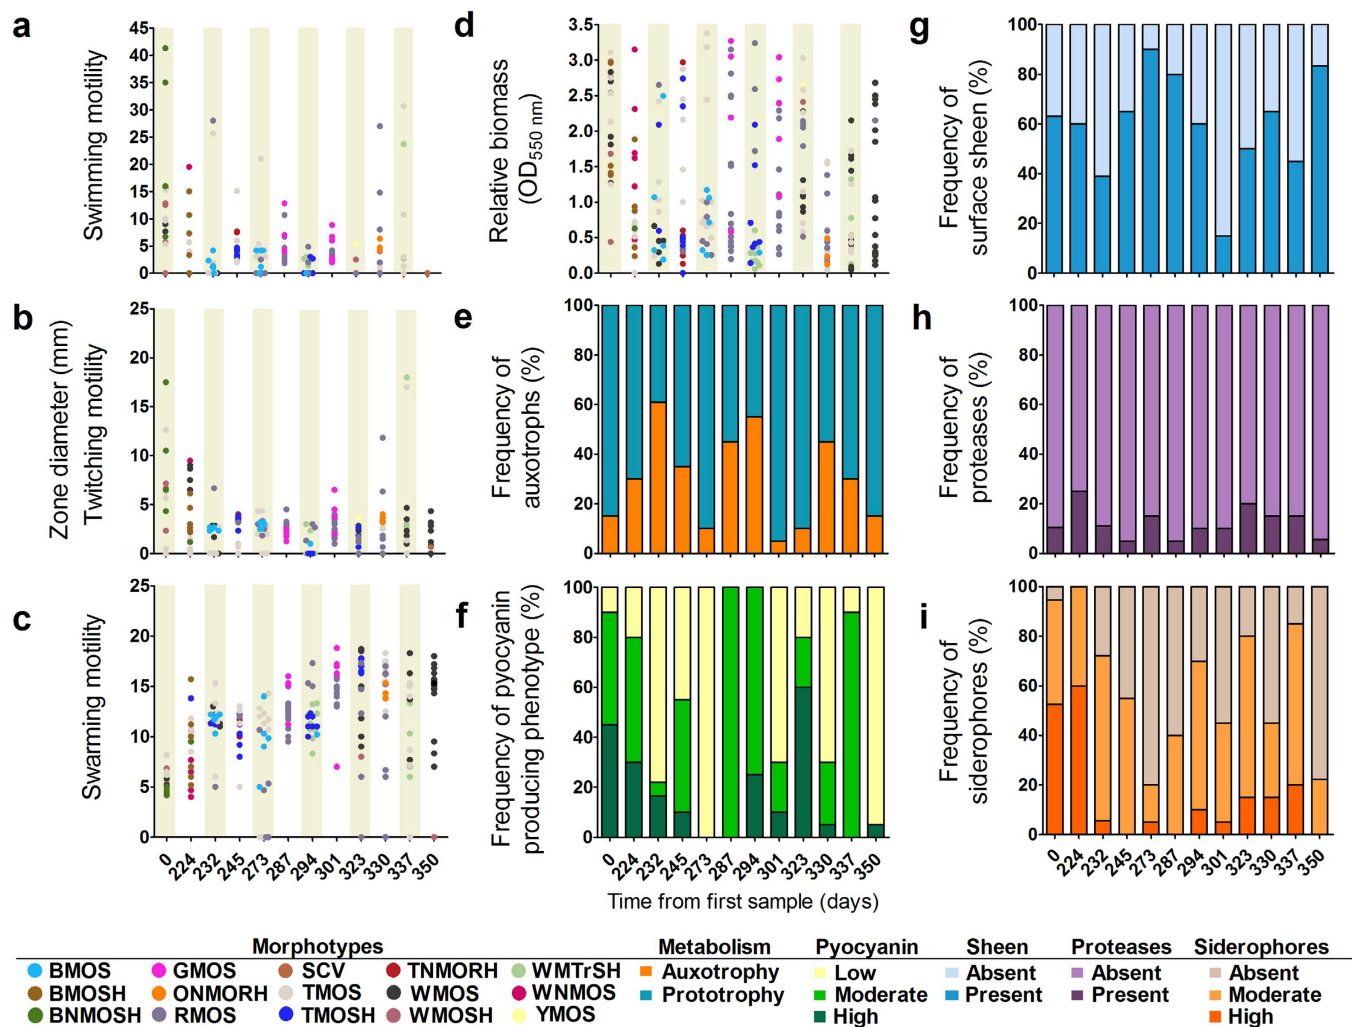 a
Swimming motility
45
40
35
30
25
20
15
10
5
0
b
Zone diameter (mm)
Twitching motility
25
20
15
10
5
0
c
Swarming motility
25
20
15
10
5
0
0 224 232 245 273 287 294 301 323 330 337 350
d
Relative biomass
(OD550 nm)
3.5
3.0
2.5
2.0
1.5
1.0
0.5
0.0
e
Frequency of
auxotrophs (%)
100
80
60
40
20
0
f
Frequency of pyocyanin
producing phenotype (%)
100
80
60
40
20
0
0 224 232 245 273 287 294 301 323 330 337 350
Time from first sample (days)
g
Frequency of
surface sheen (%)
100
80
60
40
20
0
h
Frequency of
proteases (%)
100
80
60
40
20
0
i
Frequency of
siderophores (%)
100
80
60
40
20
0
0 224 232 245 273 287 294 301 323 330 337 350
Morphotypes Metabolism Pyocyanin Sheen Proteases Siderophores
BMOS GMOS SCV TNMORH WMTrSH Auxotrophy Low Absent Absent Absent
BMOSH ONMORH TMOS WMOS WNMOS Prototrophy Moderate Present Present Moderate
BNMOSH RMOS TMOSH WMOSH YMOS High High